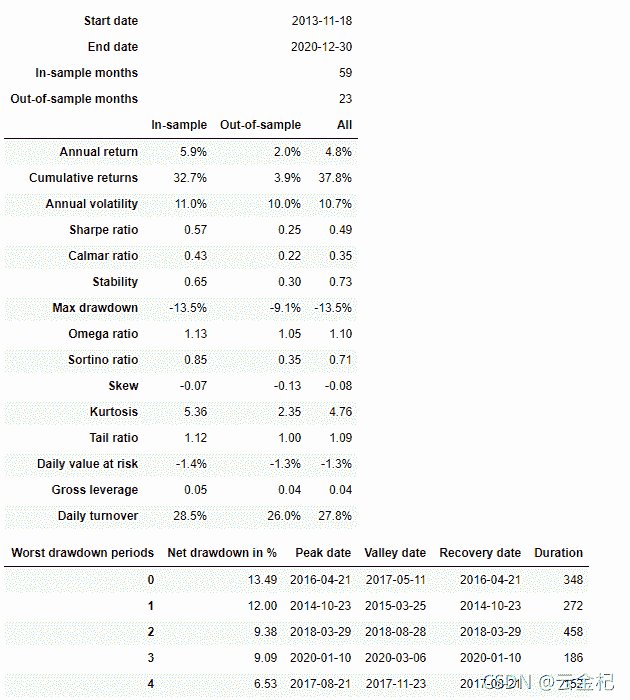 Start date 2013-11-18
End date 2020-12-30
In-sample months 59
Out-of-sample months 23
In-sample Out-of-sample All
Annual return 5.9% 2.0% 4.8%
Cumulative returns 32.7% 3.9% 37.8%
Annual volatility 11.0% 10.0% 10.7%
Sharpe ratio 0.57 0.25 0.49
Calmar ratio 0.43 0.22 0.35
Stability 0.65 0.30 0.73
Max drawdown -13.5% -9.1% -13.5%
Omega ratio 1.13 1.05 1.10
Sortino ratio 0.85 0.35 0.71
Skew -0.07 -0.13 -0.08
Kurtosis 5.36 2.35 4.76
Tail ratio 1.12 1.00 1.09
Daily value at risk -1.4% -1.3% -1.3%
Gross leverage 0.05 0.04 0.04
Daily turnover 28.5% 26.0% 27.8%
Worst drawdown periods Net drawdown in % Peak date Valley date Recovery date Duration
0 13.49 2016-04-21 2017-05-11 2016-04-21 348
1 12.00 2014-10-23 2015-03-25 2014-10-23 272
2 9.38 2018-03-29 2018-08-28 2018-03-29 458
3 9.09 2020-01-10 2020-03-06 2020-01-10 186
4 6.53 2017-08-21 2017-11-23 2017-08-21 152
CSDN @云金杞